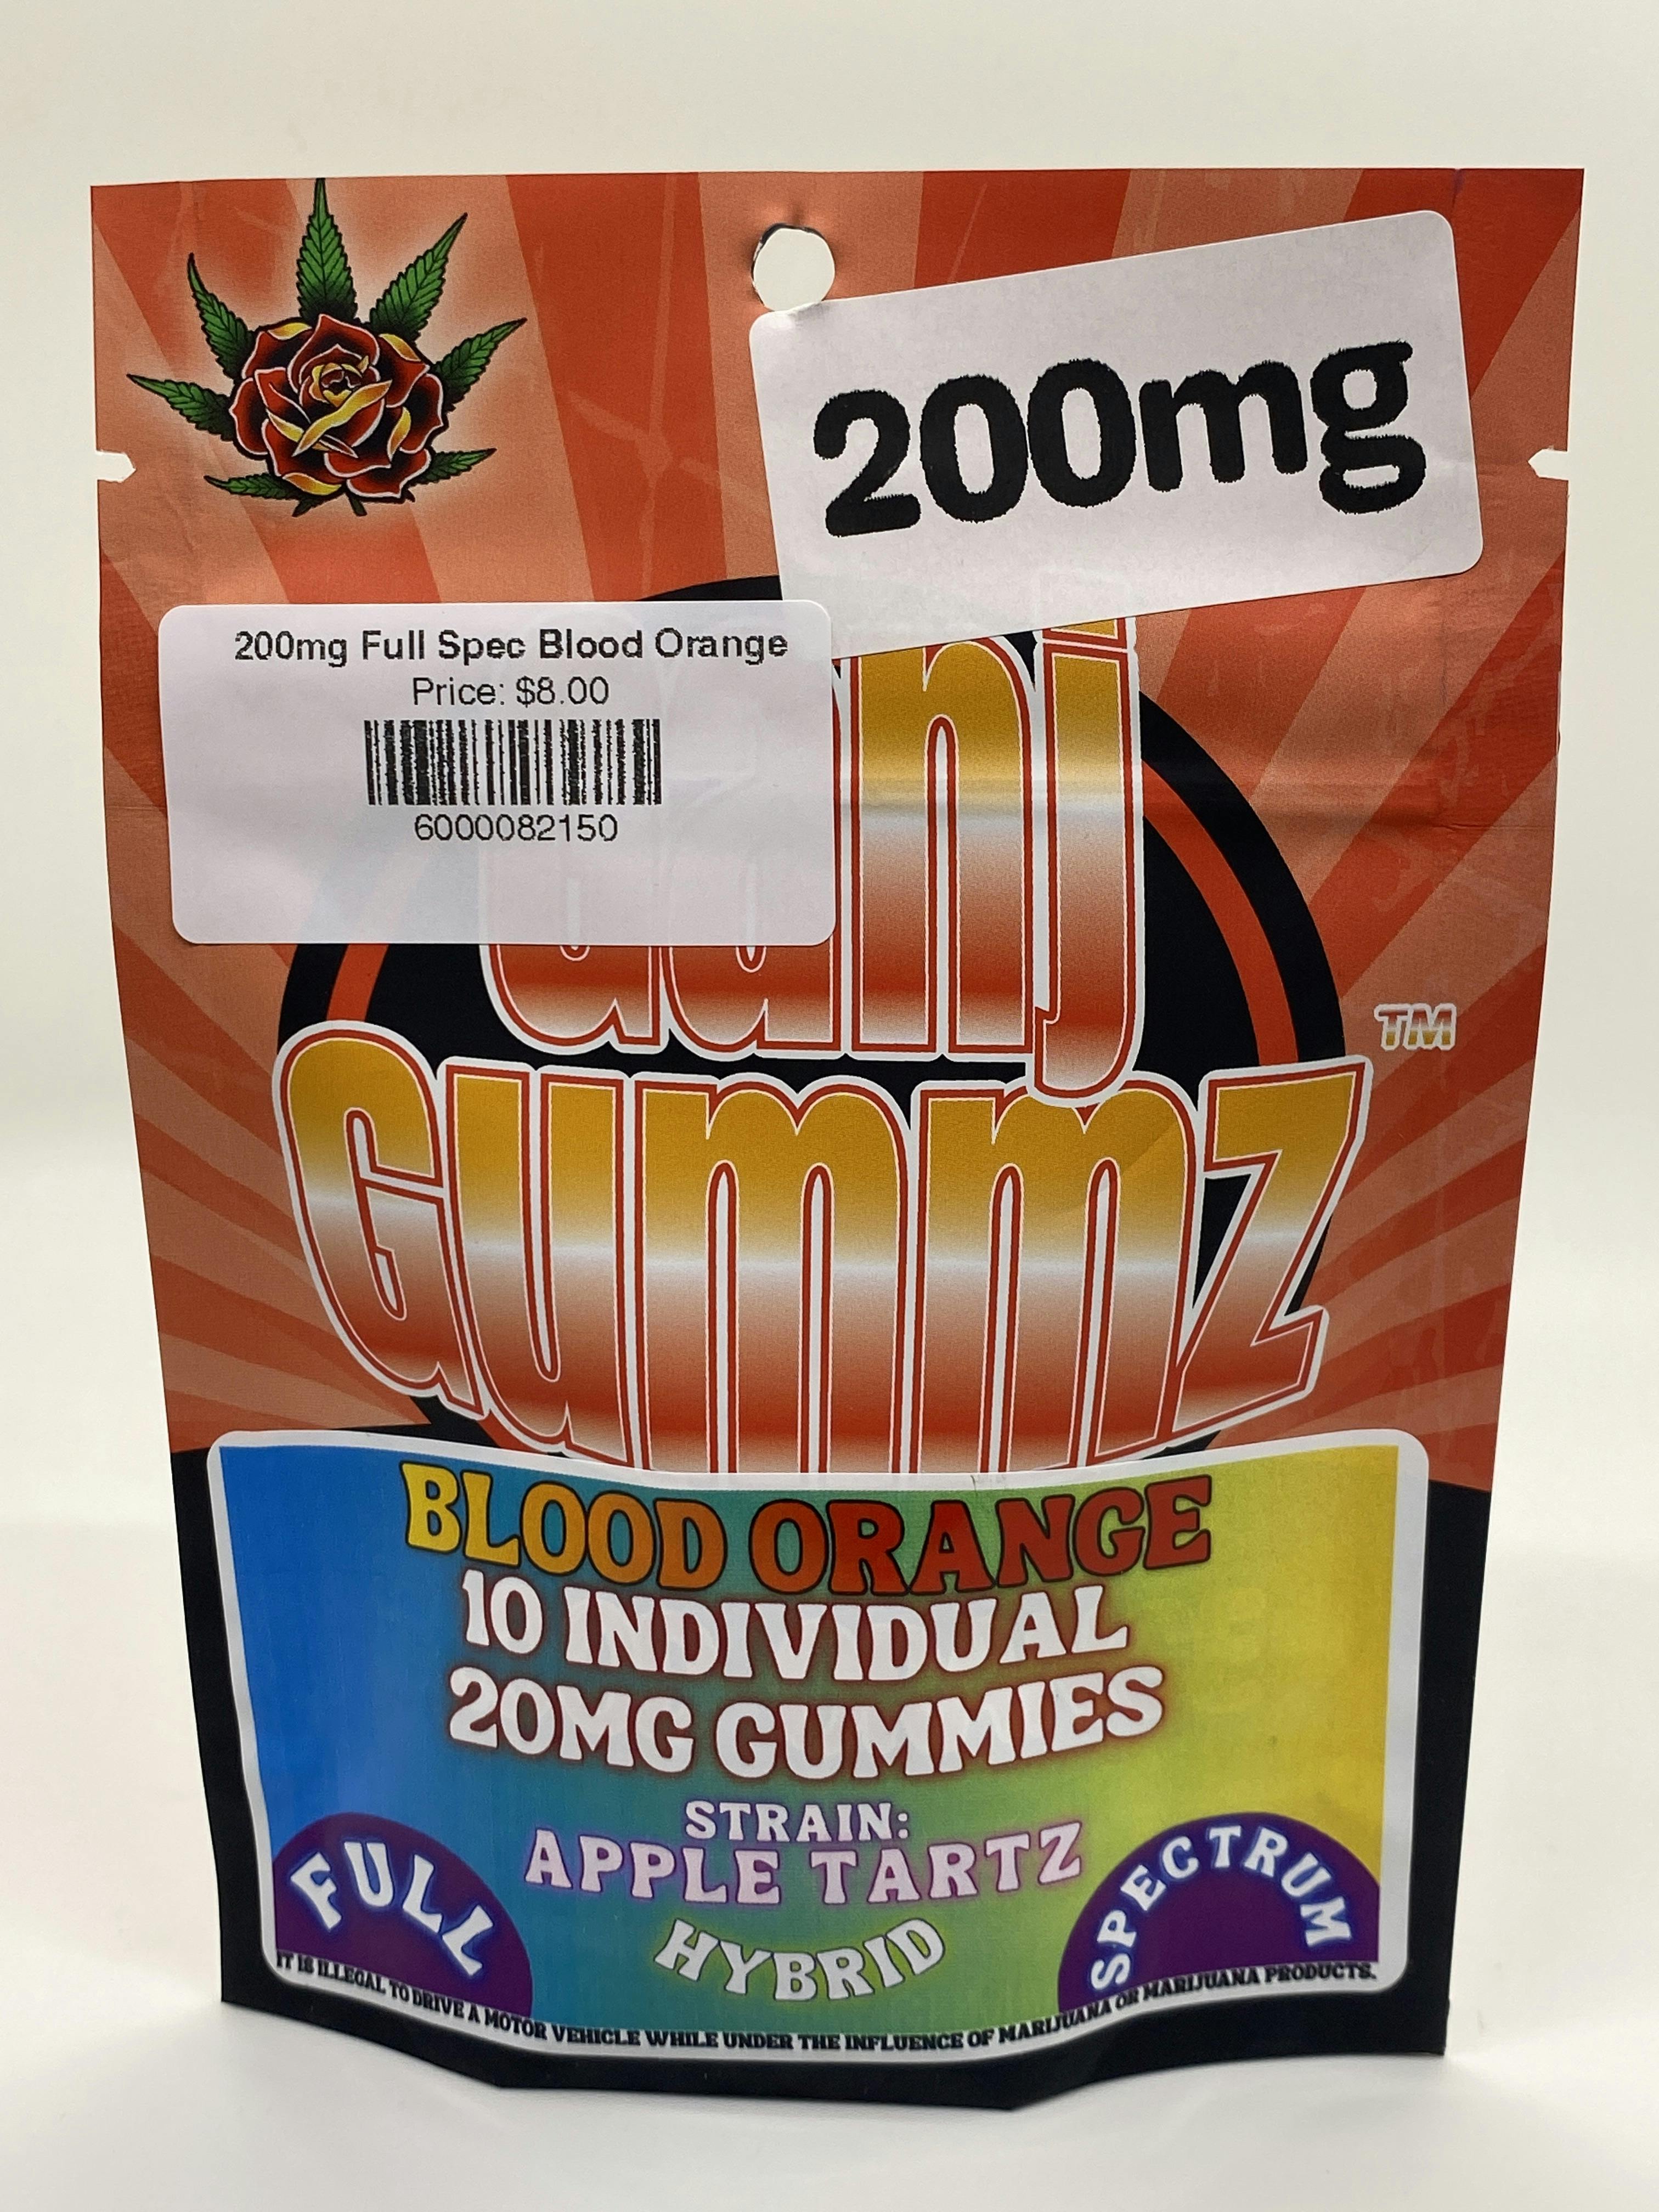 200mg
200mg Full Spec Blood Orange
Price: $8.00
6000082150
Ganj
Gummz
TM
BLOOD ORANGE
10 INDIVIDUAL
20MG GUMMIES
STRAIN:
APPLE TARTZ
HYBRID
FULL
SPECTRUM
IT IS ILLEGAL TO DRIVE A MOTOR VEHICLE WHILE UNDER THE INFLUENCE OF MARIJUANA OR MARIJUANA PRODUCTS.